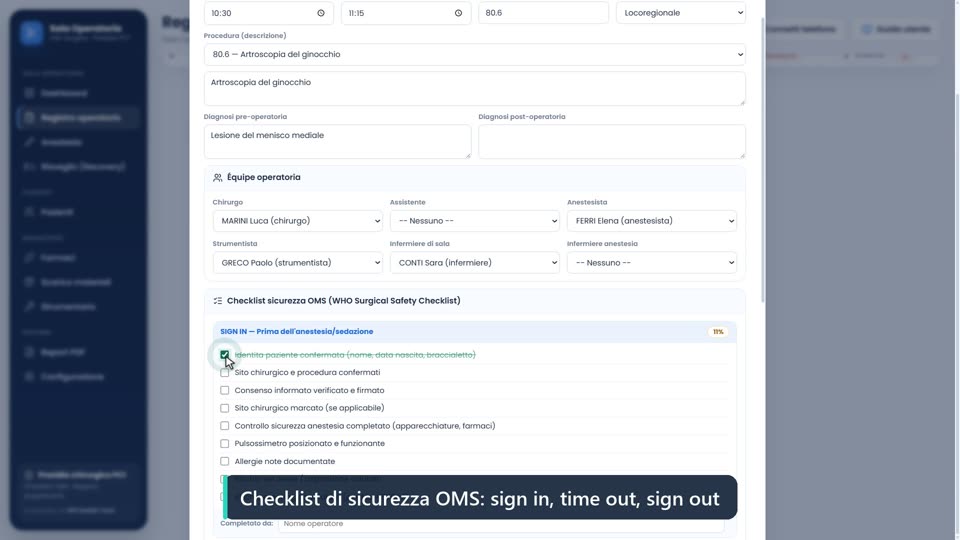 10:30
11:15
80.6
Locoregionale
Procedura (descrizione)
80.6 — Artroscopia del ginocchio
Artroscopia del ginocchio
Diagnosi pre-operatoria
Diagnosi post-operatoria
Lesione del menisco mediale
Équipe operatoria
Chirurgo
Assistente
Anestesista
MARINI Luca (chirurgo)
-- Nessuno --
FERRI Elena (anestesista)
Strumentista
Infermiere di sala
Infermiere anestesia
GRECO Paolo (strumentista)
CONTI Sara (infermiere)
-- Nessuno --
Checklist sicurezza OMS (WHO Surgical Safety Checklist)
SIGN IN — Prima dell'anestesia/sedazione
11%
Identita paziente confermata (nome, data nascita, braccialetto)
Sito chirurgico e procedura confermati
Consenso informato verificato e firmato
Sito chirurgico marcato (se applicabile)
Controllo sicurezza anestesia completato (apparecchiature, farmaci)
Pulsossimetro posizionato e funzionante
Allergie note documentate
Checklist di sicurezza OMS: sign in, time out, sign out
Completato da:
Nome operatore
Sala Operatoria
Dashboard
Registro operatorio
Anestesia
Risveglio (Recovery)
Pazienti
Farmaci
Scarico materiali
Strumentario
Report PDF
Configurazione